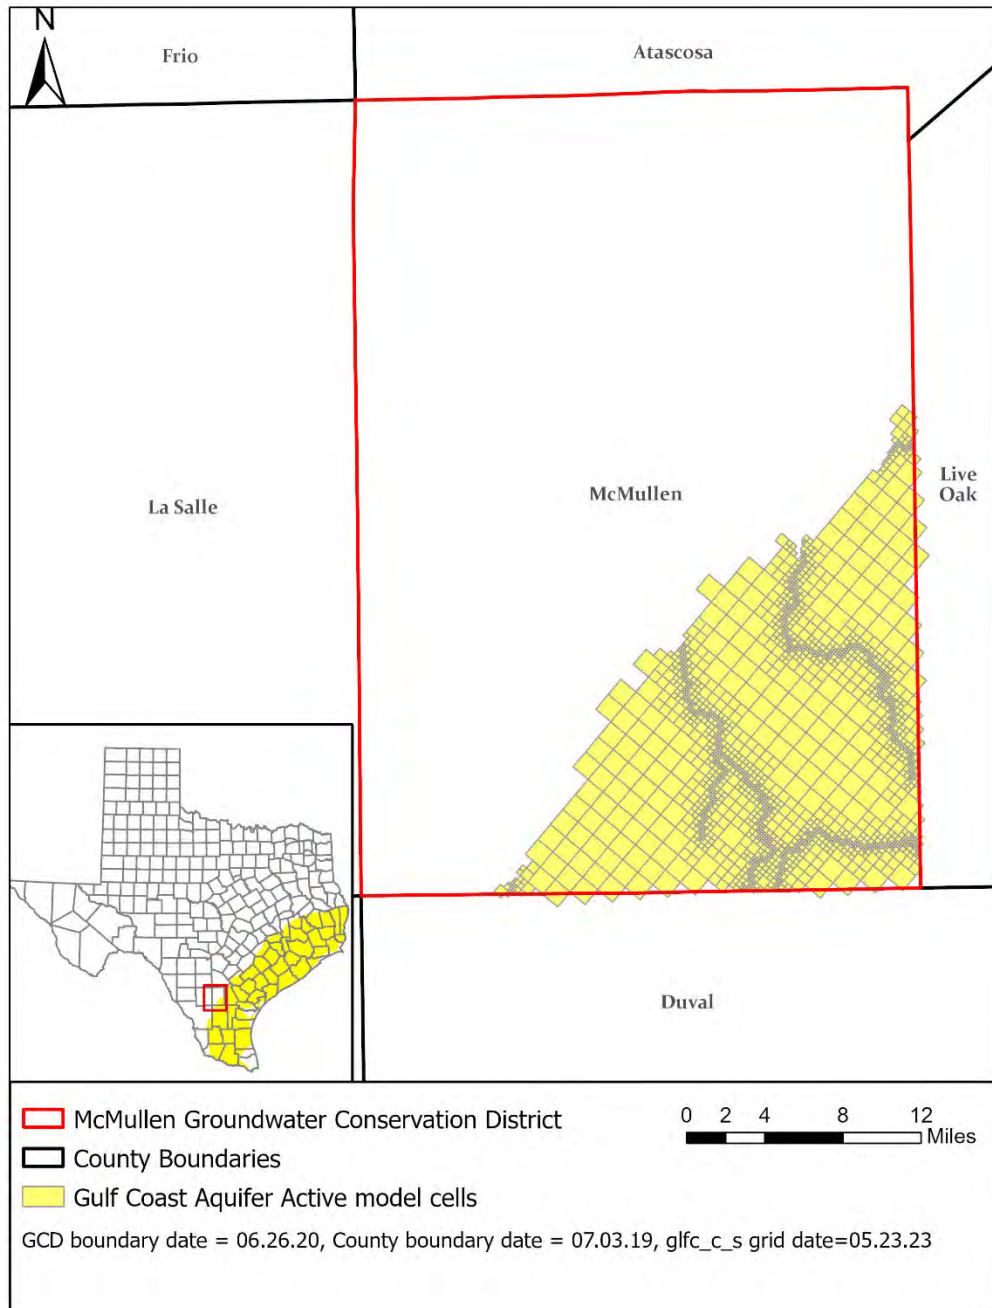 N
Frio
Atascosa
La Salle
McMullen
Live
Oak
Duval
McMullen Groundwater Conservation District
County Boundaries
Gulf Coast Aquifer Active model cells
0 2 4 8 12
Miles
GCD boundary date = 06.26.20, County boundary date = 07.03.19, glfc_c_s grid date=05.23.23